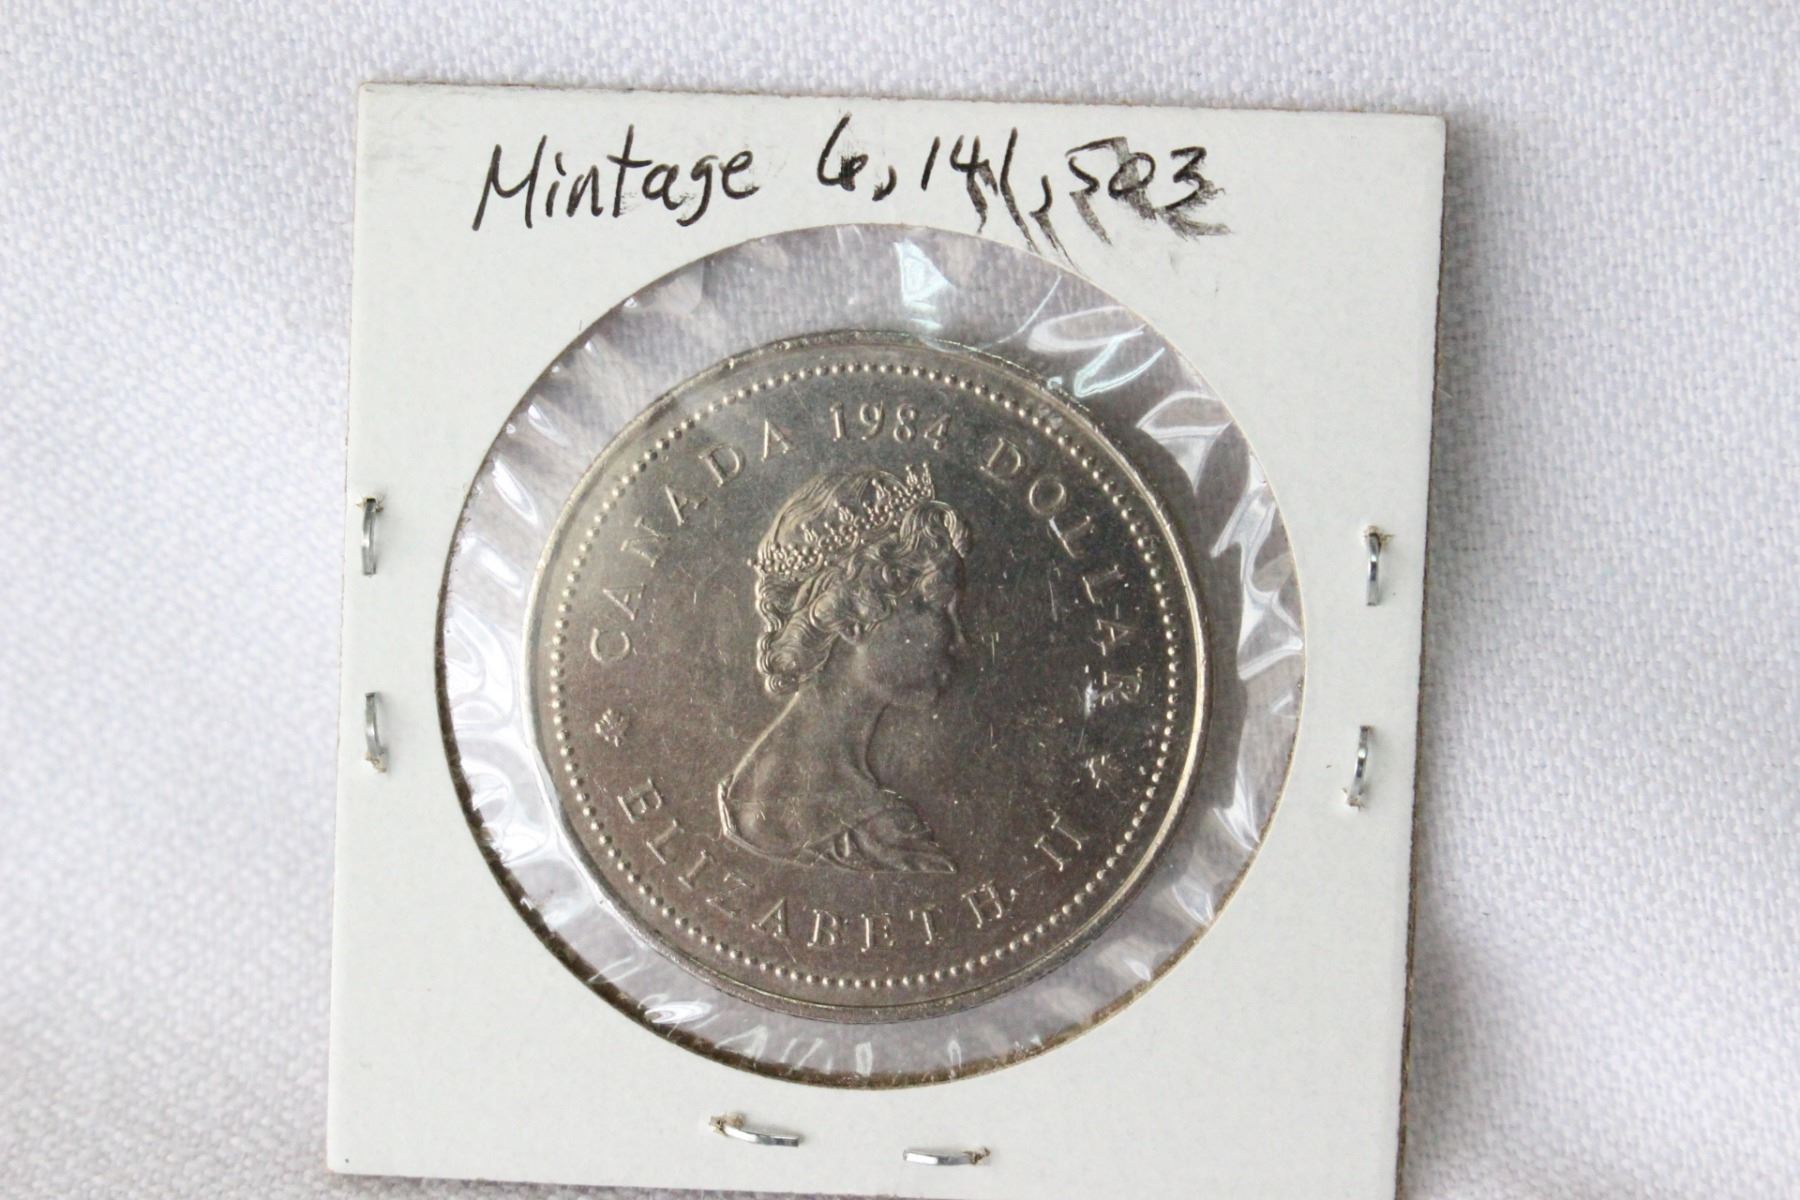 Mintage 6,141,503
CANADA 1984 DOLLAR
ELIZABETH II